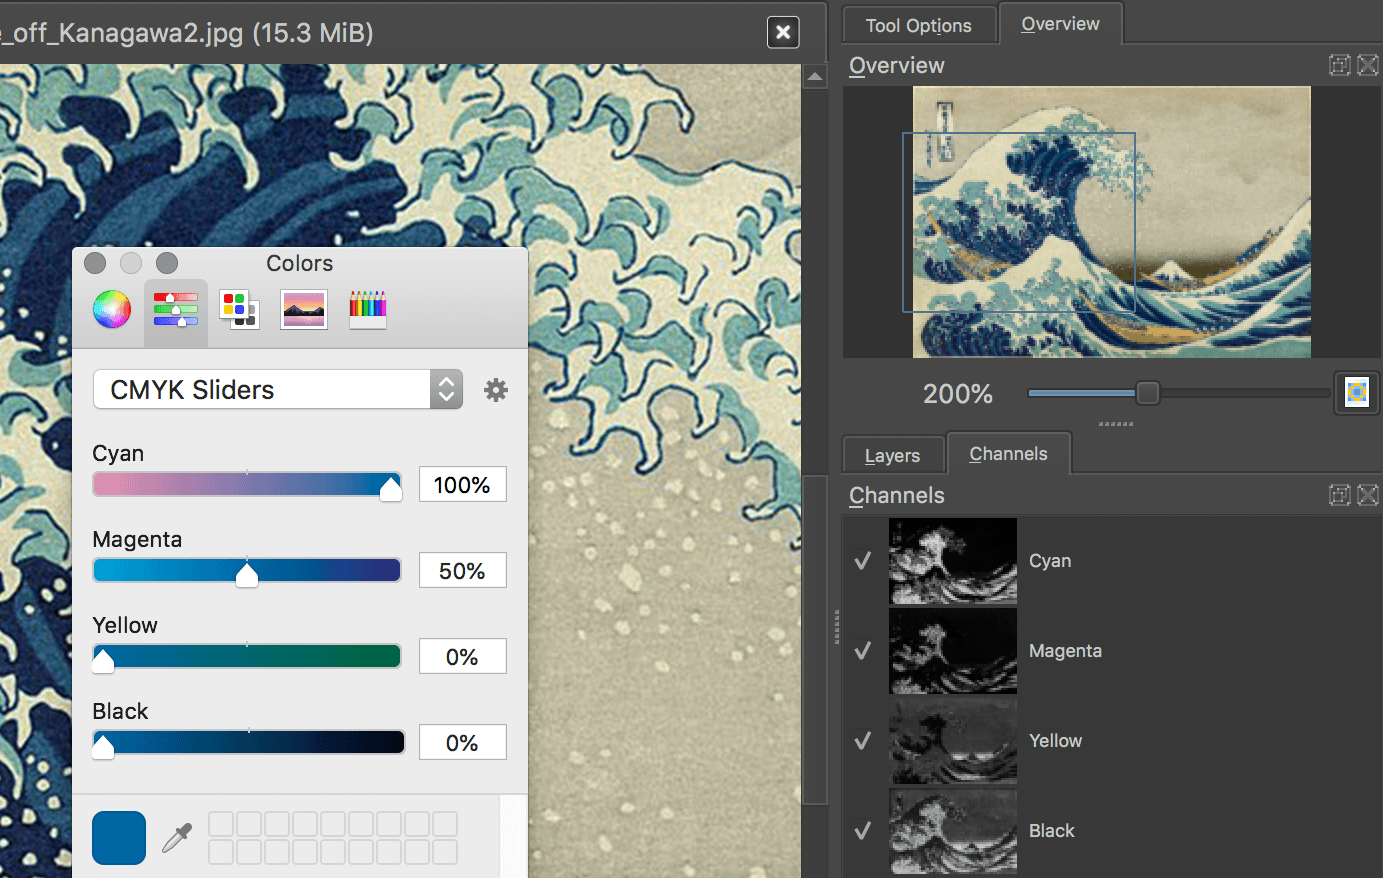 e_off_Kanagawa2.jpg (15.3 MiB)
Colors
CMYK Sliders
Cyan
100%
Magenta
50%
Yellow
0%
Black
0%
Tool Options
Overview
Overview
200%
Layers
Channels
Channels
Cyan
Magenta
Yellow
Black